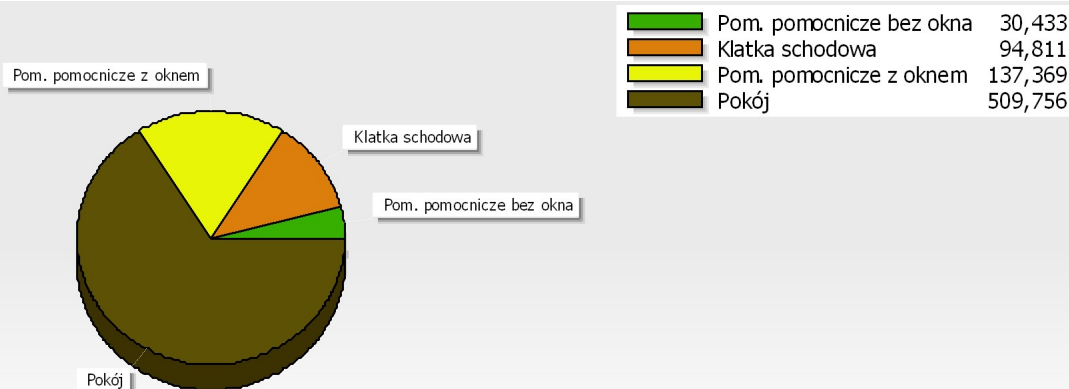 Pom. pomocnicze bez okna 30,433
Klatka schodowa 94,811
Pom. pomocnicze z oknem 137,369
Pokój 509,756
Pom. pomocnicze z oknem
Klatka schodowa
Pom. pomocnicze bez okna
Pokój